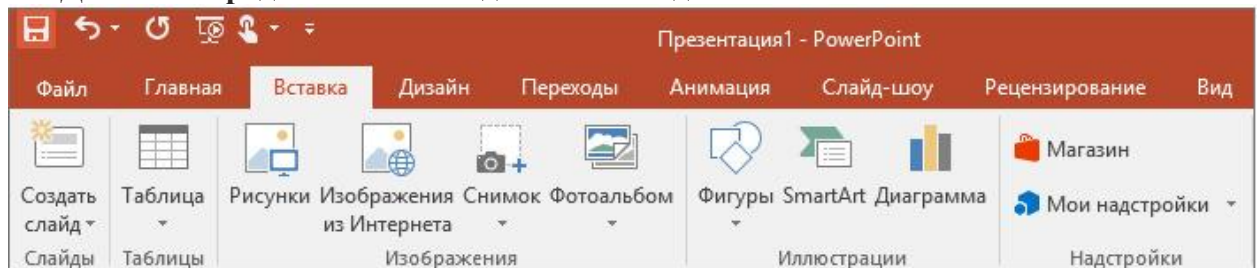 Презентация1 - PowerPoint
Файл Главная Вставка Дизайн Переходы Анимация Слайд-шоу Рецензирование Вид
Создать слайд Таблица Рисунки Изображения из Интернета Снимок Фотоальбом Фигуры SmartArt Диаграмма Магазин
Мои надстройки
Слайды Таблицы Изображения Иллюстрации Надстройки